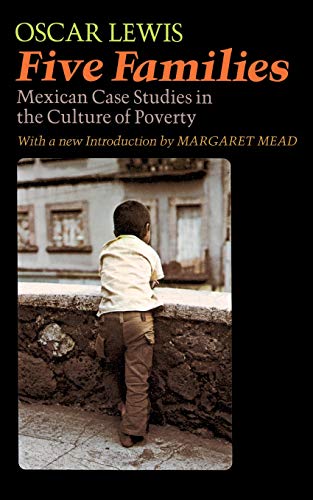 OSCAR LEWIS
Five Families
Mexican Case Studies in
the Culture of Poverty
With a new Introduction by MARGARET MEAD